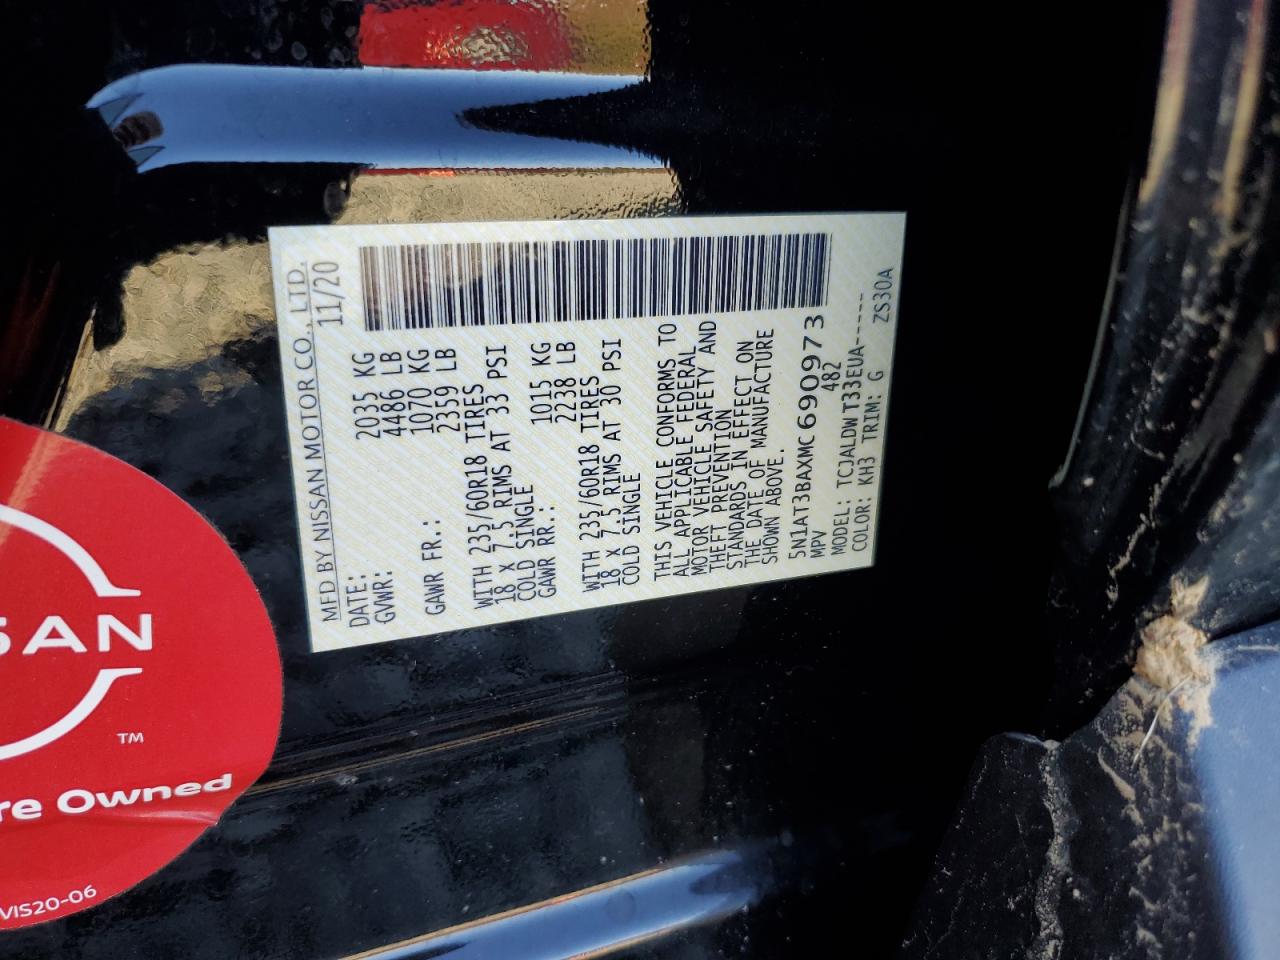 MFD BY NISSAN MOTOR CO., LTD.
DATE: 11/20
GVWR: 2035 KG
4486 LB
GAWR FR.: 1070 KG
2359 LB
WITH 235/60R18 TIRES
18 X 7.5 RIMS AT 33 PSI
COLD SINGLE
GAWR RR.: 1015 KG
2238 LB
WITH 235/60R18 TIRES
18 X 7.5 RIMS AT 30 PSI
COLD SINGLE
THIS VEHICLE CONFORMS TO
ALL APPLICABLE FEDERAL
MOTOR VEHICLE SAFETY AND
THEFT PREVENTION
STANDARDS IN EFFECT ON
THE DATE OF MANUFACTURE
SHOWN ABOVE.
5N1AT3BAXMC690973
MPV 482
MODEL: TCJALDWT33EUA-----
COLOR: KH3 TRIM: G ZS30A
SAN
TM
re Owned
VIS20-06